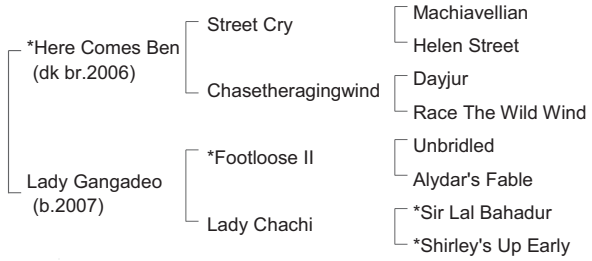 Machiavellian
Street Cry
Helen Street
*Here Comes Ben
(dk br.2006)
Dayjur
Chasetheragingwind
Race The Wild Wind
Unbridled
*Footloose II
Alydar's Fable
Lady Gangadeo
(b.2007)
*Sir Lal Bahadur
Lady Chachi
*Shirley's Up Early